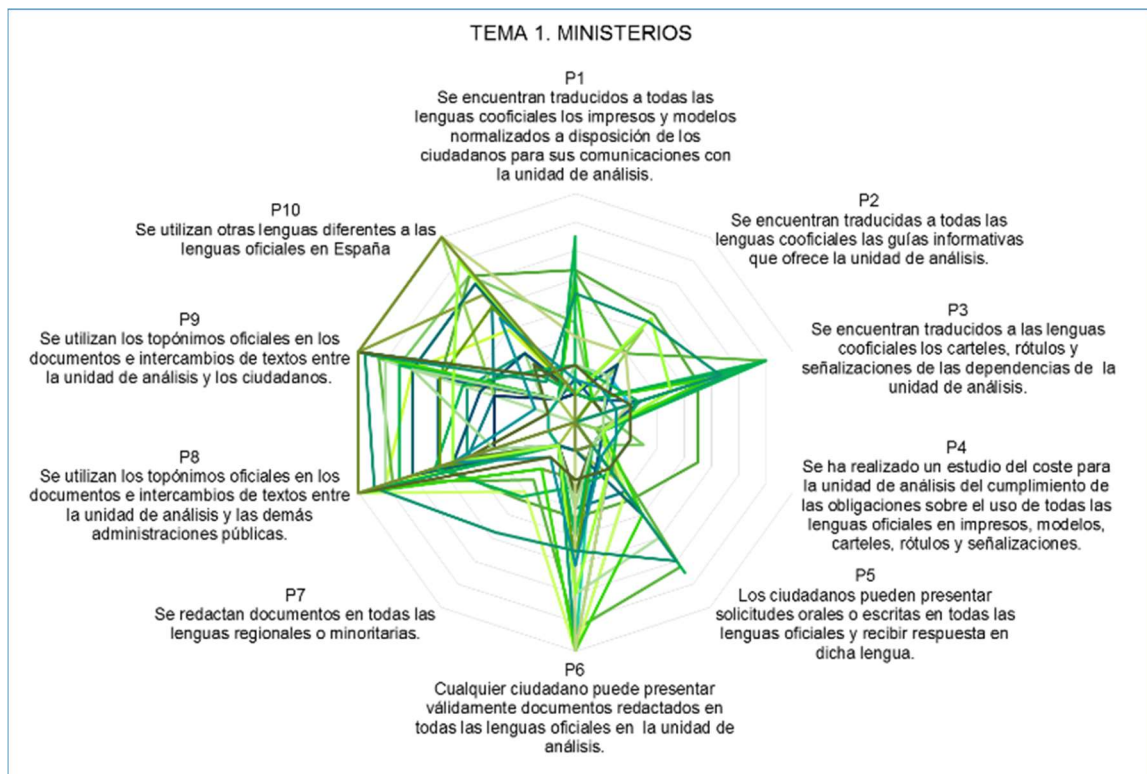 TEMA 1. MINISTERIOS
P1
Se encuentran traducidos a todas las
lenguas cooficiales los impresos y modelos
normalizados a disposición de los
ciudadanos para sus comunicaciones con
la unidad de análisis.
P2
Se encuentran traducidas a todas las
lenguas cooficiales las guías informativas
que ofrece la unidad de análisis.
P3
Se encuentran traducidos a las lenguas
cooficiales los carteles, rótulos y
señalizaciones de las dependencias de la
unidad de análisis.
P4
Se ha realizado un estudio del coste para
la unidad de análisis del cumplimiento de
las obligaciones sobre el uso de todas las
lenguas oficiales en impresos, modelos,
carteles, rótulos y señalizaciones.
P5
Los ciudadanos pueden presentar
solicitudes orales o escritas en todas las
lenguas oficiales y recibir respuesta en
dicha lengua.
P6
Cualquier ciudadano puede presentar
válidamente documentos redactados en
todas las lenguas oficiales en la unidad de
análisis.
P7
Se redactan documentos en todas las
lenguas regionales o minoritarias.
P8
Se utilizan los topónimos oficiales en los
documentos e intercambios de textos entre
la unidad de análisis y las demás
administraciones públicas.
P9
Se utilizan los topónimos oficiales en los
documentos e intercambios de textos entre
la unidad de análisis y los ciudadanos.
P10
Se utilizan otras lenguas diferentes a las
lenguas oficiales en España